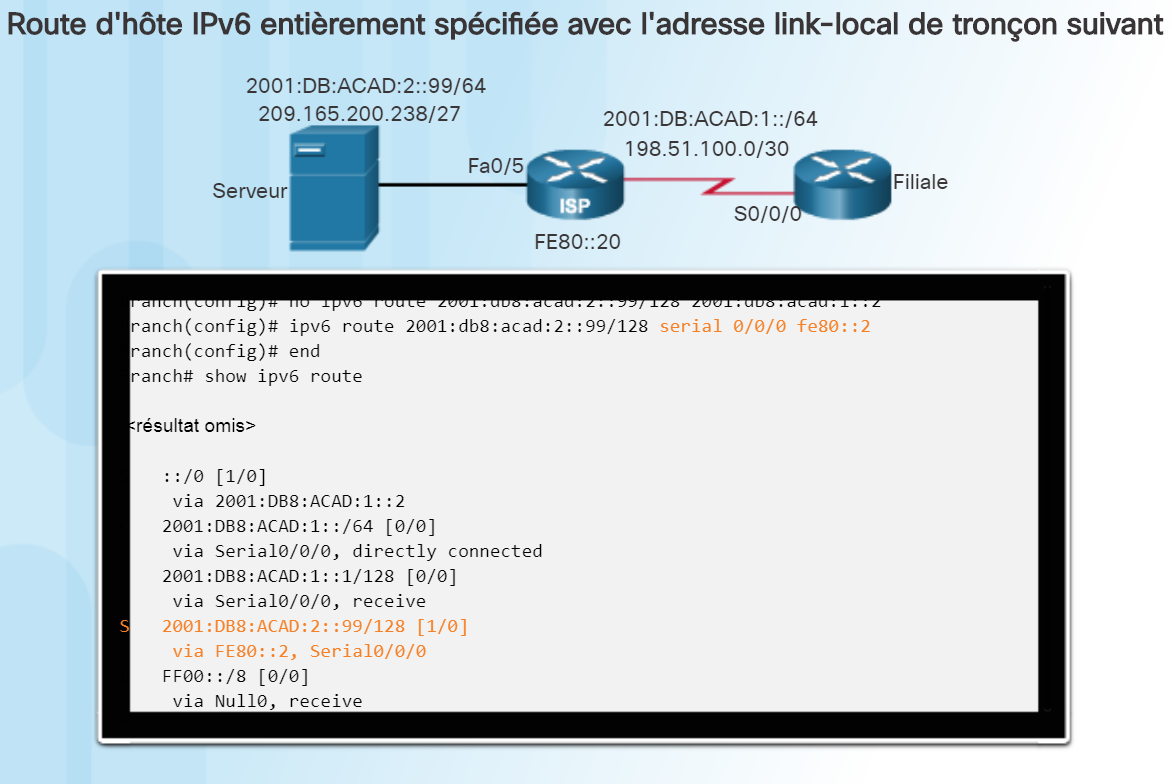 Route d'hôte IPv6 entièrement spécifiée avec l'adresse link-local de tronçon suivant
2001:DB:ACAD:2::99/64
209.165.200.238/27
2001:DB:ACAD:1::/64
198.51.100.0/30
Fa0/5
Serveur
ISP
Filiale
S0/0/0
FE80::20
ranch(config)# no ipv6 route 2001:db8:acad:2::99/128 2001:db8:acad:1::2
ranch(config)# ipv6 route 2001:db8:acad:2::99/128 serial 0/0/0 fe80::2
ranch(config)# end
ranch# show ipv6 route
<résultat omis>
::/0 [1/0]
via 2001:DB8:ACAD:1::2
2001:DB8:ACAD:1::/64 [0/0]
via Serial0/0/0, directly connected
2001:DB8:ACAD:1::1/128 [0/0]
via Serial0/0/0, receive
S 2001:DB8:ACAD:2::99/128 [1/0]
via FE80::2, Serial0/0/0
FF00::/8 [0/0]
via Null0, receive